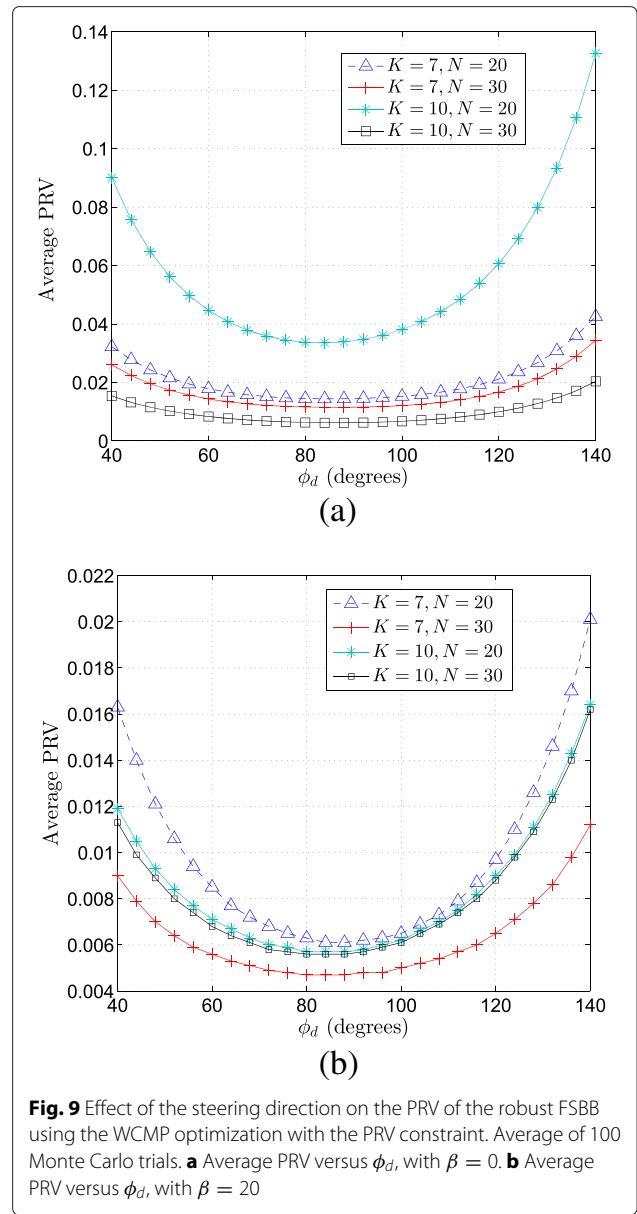 0.14
0.12
0.1
0.08
0.06
0.04
0.02
0
Average PRV
K = 7, N = 20
K = 7, N = 30
K = 10, N = 20
K = 10, N = 30
40 60 80 100 120 140
ϕd (degrees)
(a)
0.022
0.02
0.018
0.016
0.014
0.012
0.01
0.008
0.006
0.004
Average PRV
K = 7, N = 20
K = 7, N = 30
K = 10, N = 20
K = 10, N = 30
40 60 80 100 120 140
ϕd (degrees)
(b)
Fig. 9 Effect of the steering direction on the PRV of the robust FSBB
using the WCMP optimization with the PRV constraint. Average of 100
Monte Carlo trials. a Average PRV versus ϕd, with β = 0. b Average
PRV versus ϕd, with β = 20